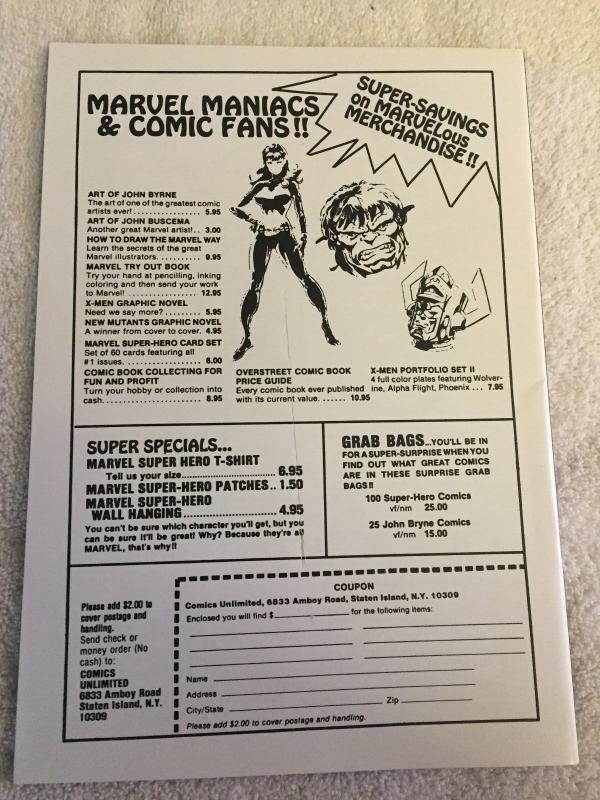 MARVEL MANIACS
& COMIC FANS!!
SUPER-SAVINGS
on MARVELous
MERCHANDISE!!
ART OF JOHN BYRNE
The art of one of the greatest comic
artists ever! ................ 5.95
ART OF JOHN BUSCEMA
Another great Marvel artist!.. 3.00
HOW TO DRAW THE MARVEL WAY
Learn the secrets of the great
Marvel illustrators. .......... 9.95
MARVEL TRY OUT BOOK
Try your hand at pencilling, inking
coloring and then send your work
to Marvel! ................. 12.95
X-MEN GRAPHIC NOVEL
Need we say more? .......... 5.95
NEW MUTANTS GRAPHIC NOVEL
A winner from cover to cover. 4.95
MARVEL SUPER-HERO CARD SET
Set of 60 cards featuring all
#1 issues. ................... 6.00
COMIC BOOK COLLECTING FOR
FUN AND PROFIT
Turn your hobby or collection into
cash. ....................... 8.95
OVERSTREET COMIC BOOK
PRICE GUIDE
Every comic book ever published
with its current value. ...... 10.95
X-MEN PORTFOLIO SET II
4 full color plates featuring Wolver-
ine, Alpha Flight, Phoenix ... 7.95
SUPER SPECIALS...
MARVEL SUPER HERO T-SHIRT
Tell us your size.......................... 6.95
MARVEL SUPER-HERO PATCHES.. 1.50
MARVEL SUPER-HERO
WALL HANGING ......................... 4.95
You can't be sure which character you'll get, but you
can be sure it'll be great! Why? Because they're all
MARVEL, that's why!!
GRAB BAGS...YOU'LL BE IN
FOR A SUPER-SURPRISE WHEN YOU
FIND OUT WHAT GREAT COMICS
ARE IN THESE SURPRISE GRAB
BAGS!!
100 Super-Hero Comics
vf/nm 25.00
25 John Bryne Comics
vf/nm 15.00
Please add $2.00 to
cover postage and
handling.
Send check or
money order (No
cash) to:
COMICS
UNLIMITED
6833 Amboy Road
Staten Island, N.Y.
10309
COUPON
Comics Unlimited, 6833 Amboy Road, Staten Island, N.Y. 10309
Enclosed you will find $ for the following items:
Name
Address
City/State Zip
Please add $2.00 to cover postage and handling.